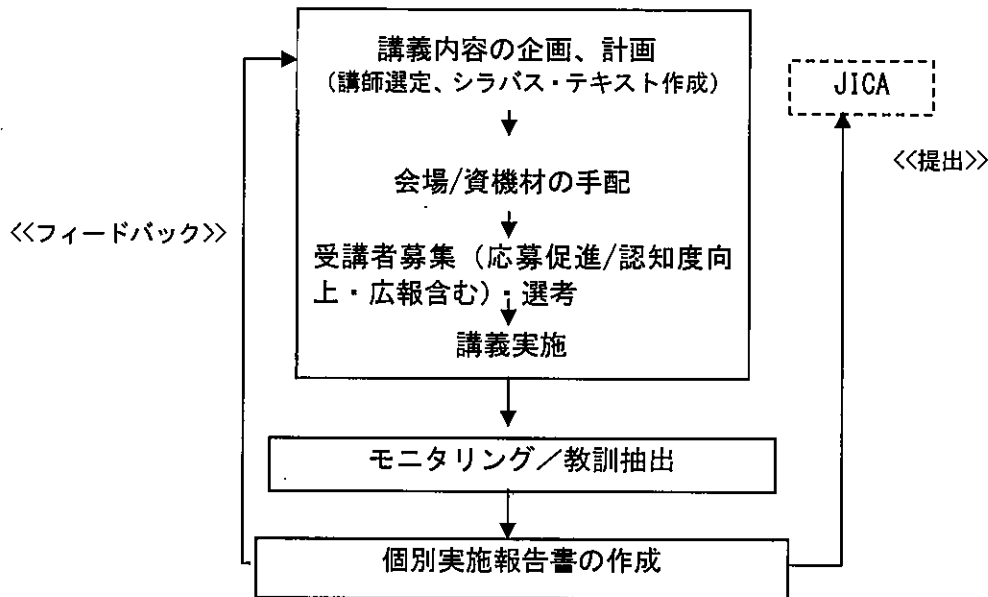 講義内容の企画、計画
（講師選定、シラバス・テキスト作成）
JICA
<<提出>>
会場/資機材の手配
<<フィードバック>>
受講者募集（応募促進/認知度向
上・広報含む）・選考
講義実施
モニタリング／教訓抽出
個別実施報告書の作成